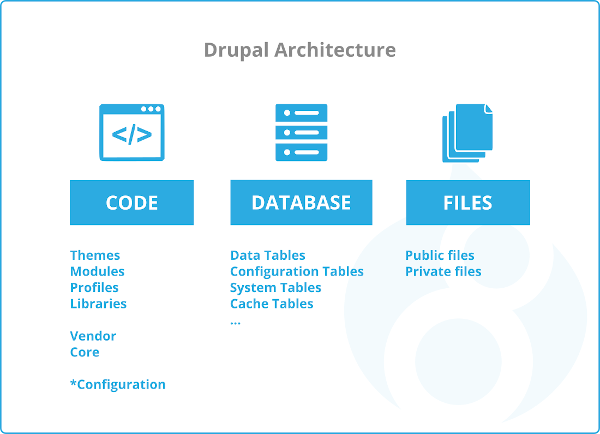 Drupal Architecture
</>
CODE
DATABASE
FILES
Themes
Modules
Profiles
Libraries
Vendor
Core
*Configuration
Data Tables
Configuration Tables
System Tables
Cache Tables
...
Public files
Private files